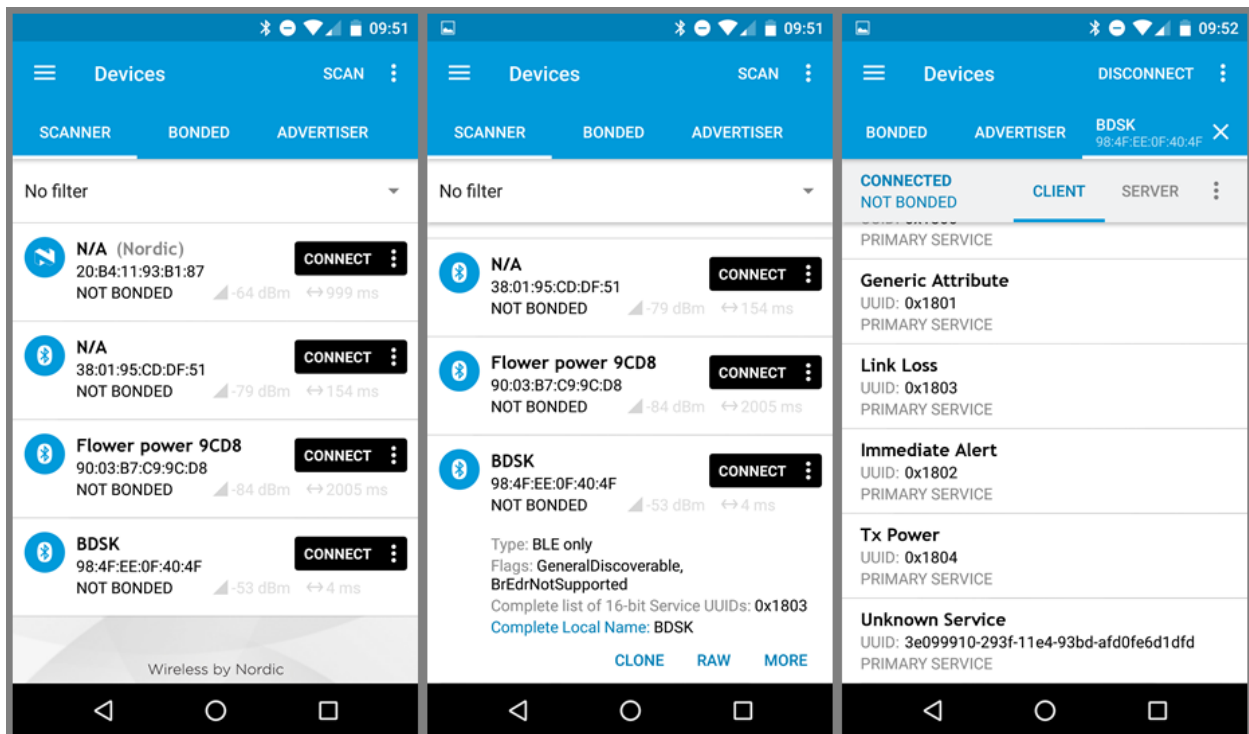 09:51
Devices
SCAN
SCANNER BONDED ADVERTISER
No filter
N/A (Nordic)
20:B4:11:93:B1:87
NOT BONDED -64 dBm 999 ms
CONNECT
N/A
38:01:95:CD:DF:51
NOT BONDED -79 dBm 154 ms
CONNECT
Flower power 9CD8
90:03:B7:C9:9C:D8
NOT BONDED -84 dBm 2005 ms
CONNECT
BDSK
98:4F:EE:0F:40:4F
NOT BONDED -53 dBm 4 ms
CONNECT
Wireless by Nordic
09:51
Devices
SCAN
SCANNER BONDED ADVERTISER
No filter
N/A
38:01:95:CD:DF:51
NOT BONDED -79 dBm 154 ms
CONNECT
Flower power 9CD8
90:03:B7:C9:9C:D8
NOT BONDED -84 dBm 2005 ms
CONNECT
BDSK
98:4F:EE:0F:40:4F
NOT BONDED -53 dBm 4 ms
CONNECT
Type: BLE only
Flags: GeneralDiscoverable,
BrEdrNotSupported
Complete list of 16-bit Service UUIDs: 0x1803
Complete Local Name: BDSK
CLONE RAW MORE
09:52
Devices
DISCONNECT
BONDED ADVERTISER BDSK
98:4F:EE:0F:40:4F
CONNECTED
NOT BONDED
CLIENT SERVER
PRIMARY SERVICE
Generic Attribute
UUID: 0x1801
PRIMARY SERVICE
Link Loss
UUID: 0x1803
PRIMARY SERVICE
Immediate Alert
UUID: 0x1802
PRIMARY SERVICE
Tx Power
UUID: 0x1804
PRIMARY SERVICE
Unknown Service
UUID: 3e099910-293f-11e4-93bd-afd0fe6d1dfd
PRIMARY SERVICE